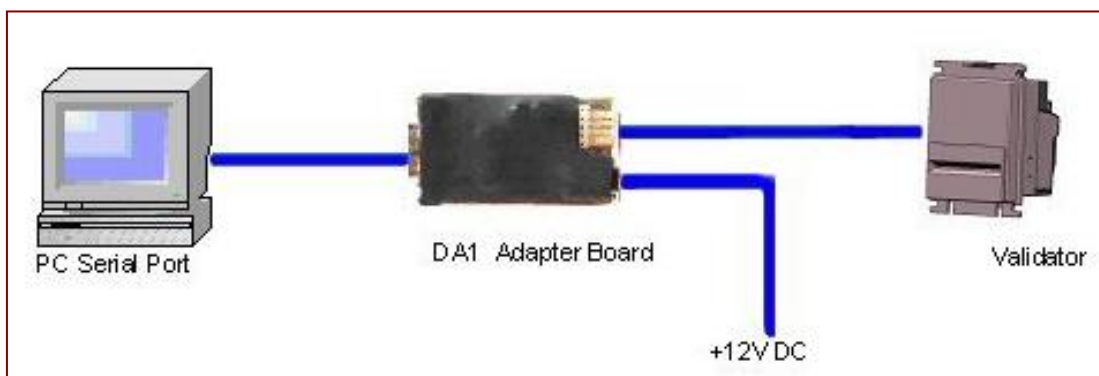 PC Serial Port
DA1 Adapter Board
Validator
+12V DC